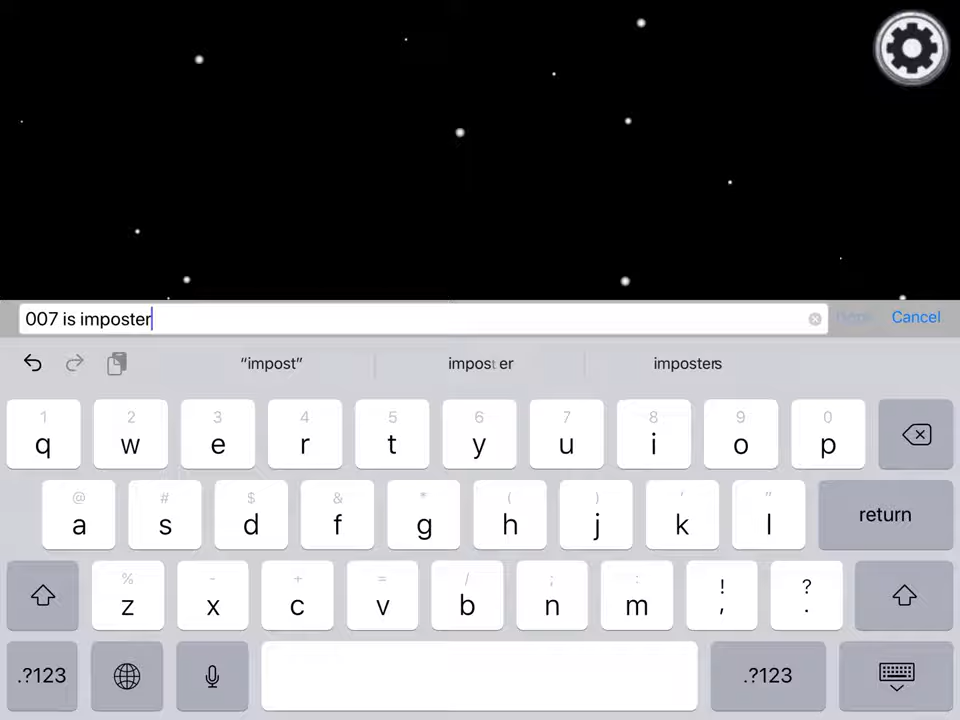 007 is imposter
Cancel
“impost” imposter imposters
1 2 3 4 5 6 7 8 9 0
q w e r t y u i o p
@ # $ & * ( ) ' "
a s d f g h j k l return
% - + = / ; : ! ?
z x c v b n m , .
.?123 .?123